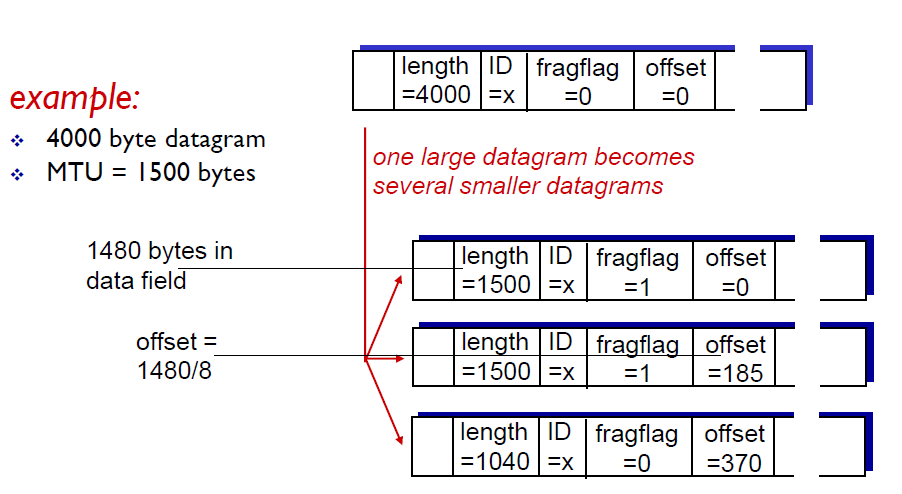 length ID fragflag offset
=4000 =x =0 =0
example:
❖ 4000 byte datagram
❖ MTU = 1500 bytes
one large datagram becomes
several smaller datagrams
1480 bytes in
data field
length ID fragflag offset
=1500 =x =1 =0
offset =
1480/8
length ID fragflag offset
=1500 =x =1 =185
length ID fragflag offset
=1040 =x =0 =370